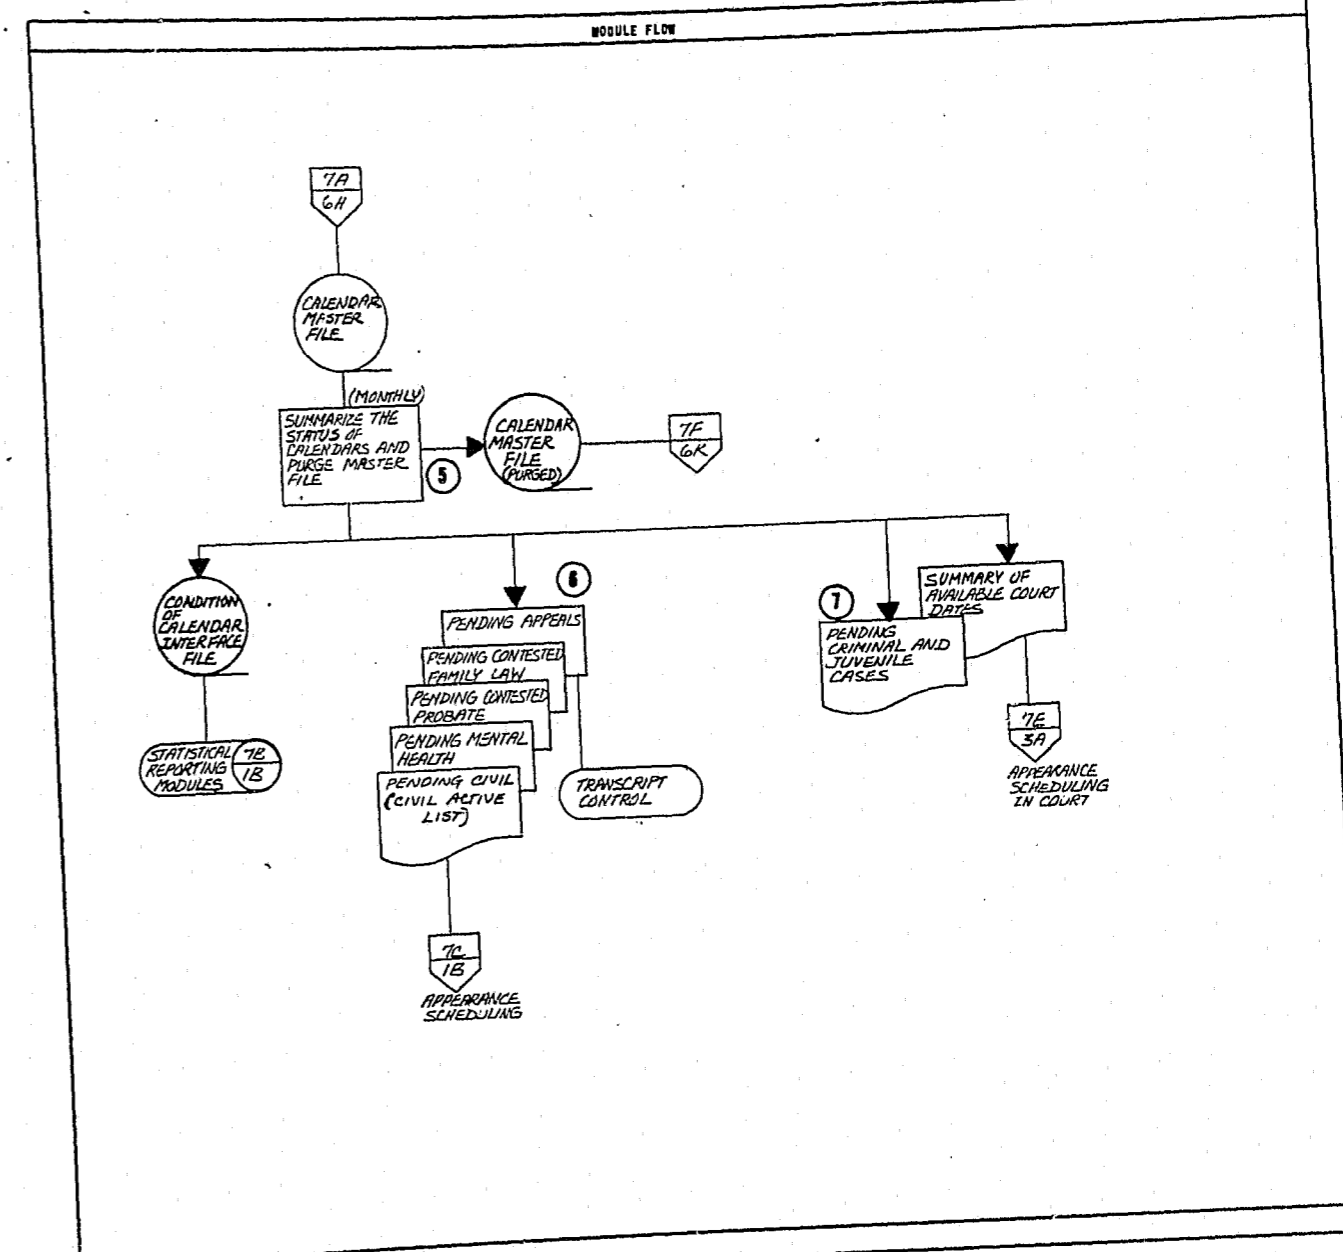 MODULE FLOW
7A
6H
CALENDAR
MASTER
FILE
(MONTHLY)
SUMMARIZE THE
STATUS OF
CALENDARS AND
PURGE MASTER
FILE
5
CALENDAR
MASTER
FILE
(PURGED)
7F
6K
CONDITION
OF
CALENDAR
INTERFACE
FILE
STATISTICAL
REPORTING
MODULES
7B
1B
6
PENDING APPEALS
PENDING CONTESTED
FAMILY LAW
PENDING CONTESTED
PROBATE
PENDING MENTAL
HEALTH
PENDING CIVIL
(CIVIL ACTIVE
LIST)
TRANSCRIPT
CONTROL
7C
1B
APPEARANCE
SCHEDULING
7
PENDING
CRIMINAL AND
JUVENILE
CASES
SUMMARY OF
AVAILABLE COURT
DATES
7E
3A
APPEARANCE
SCHEDULING
IN COURT